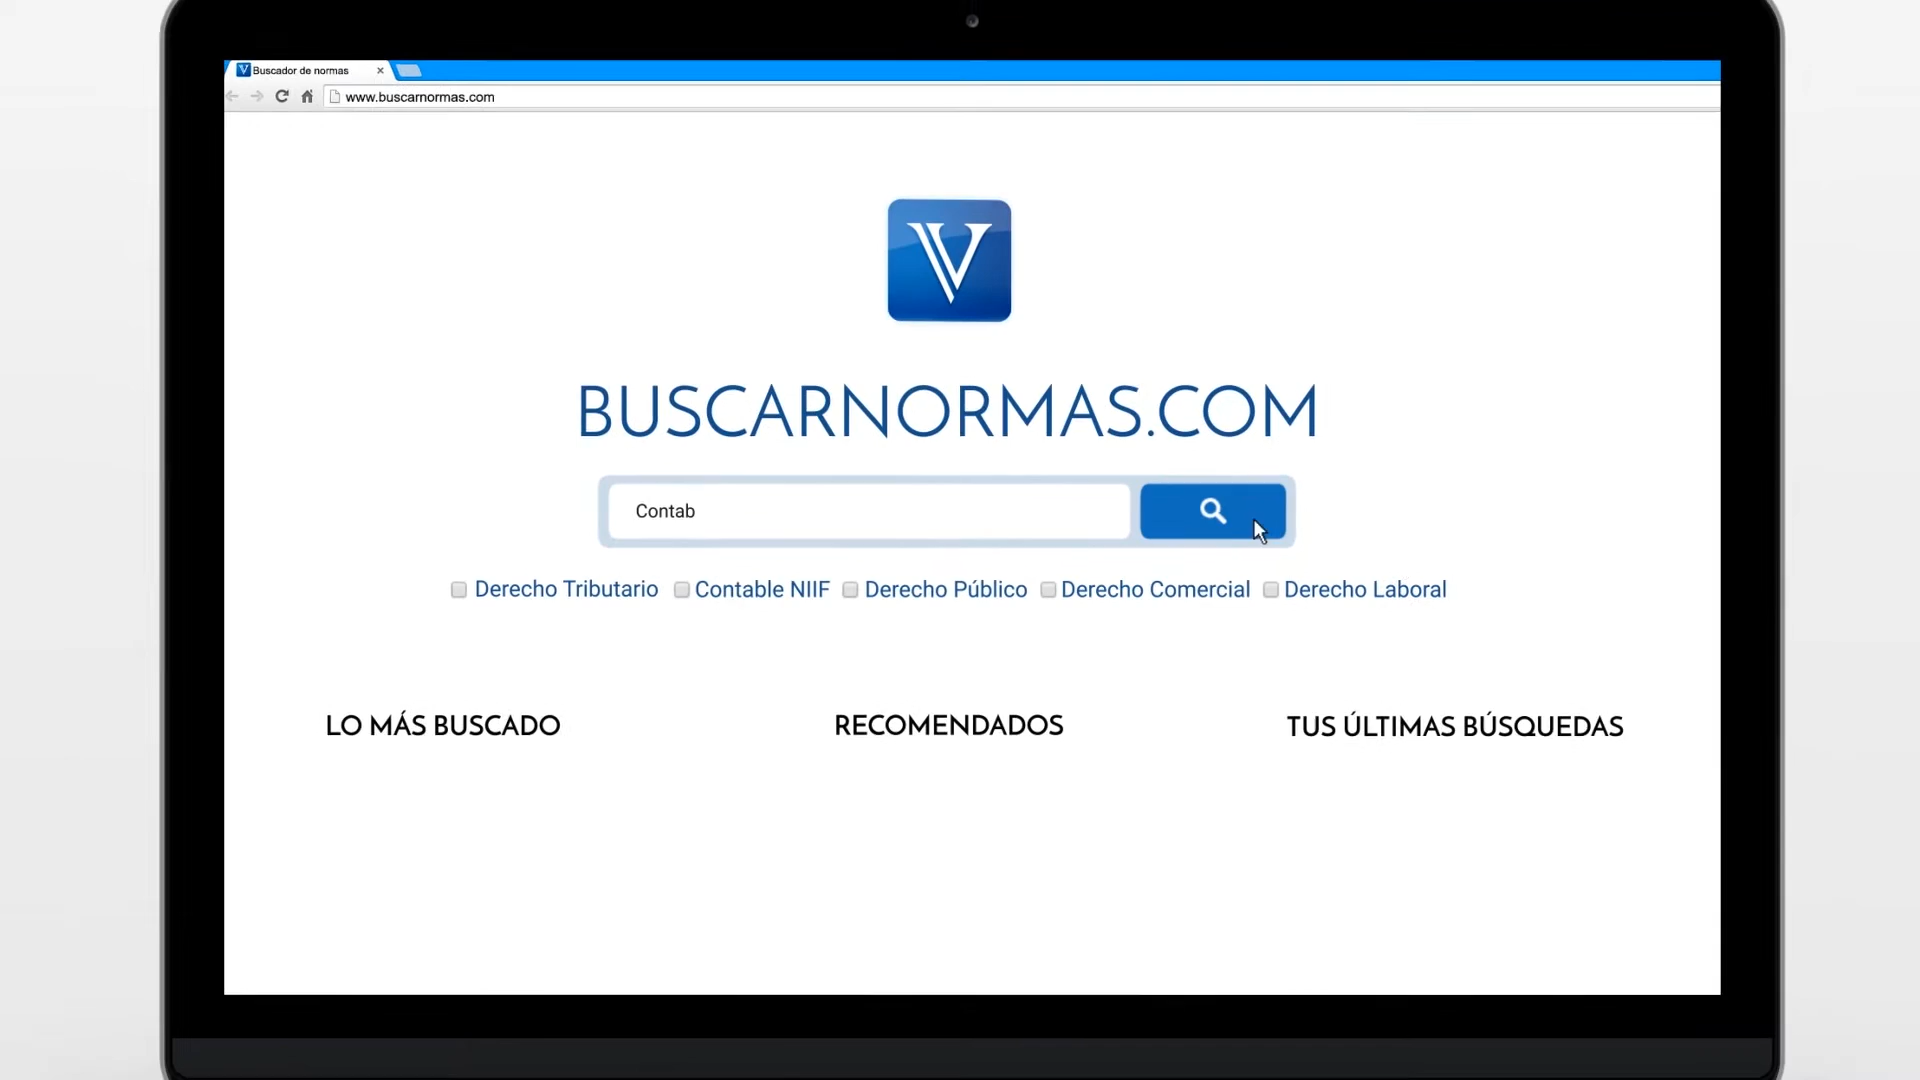 V Buscador de normas
www.buscarnormas.com
V
BUSCARNORMAS.COM
Contab
Derecho Tributario Contable NIIF Derecho Público Derecho Comercial Derecho Laboral
LO MÁS BUSCADO RECOMENDADOS TUS ÚLTIMAS BÚSQUEDAS